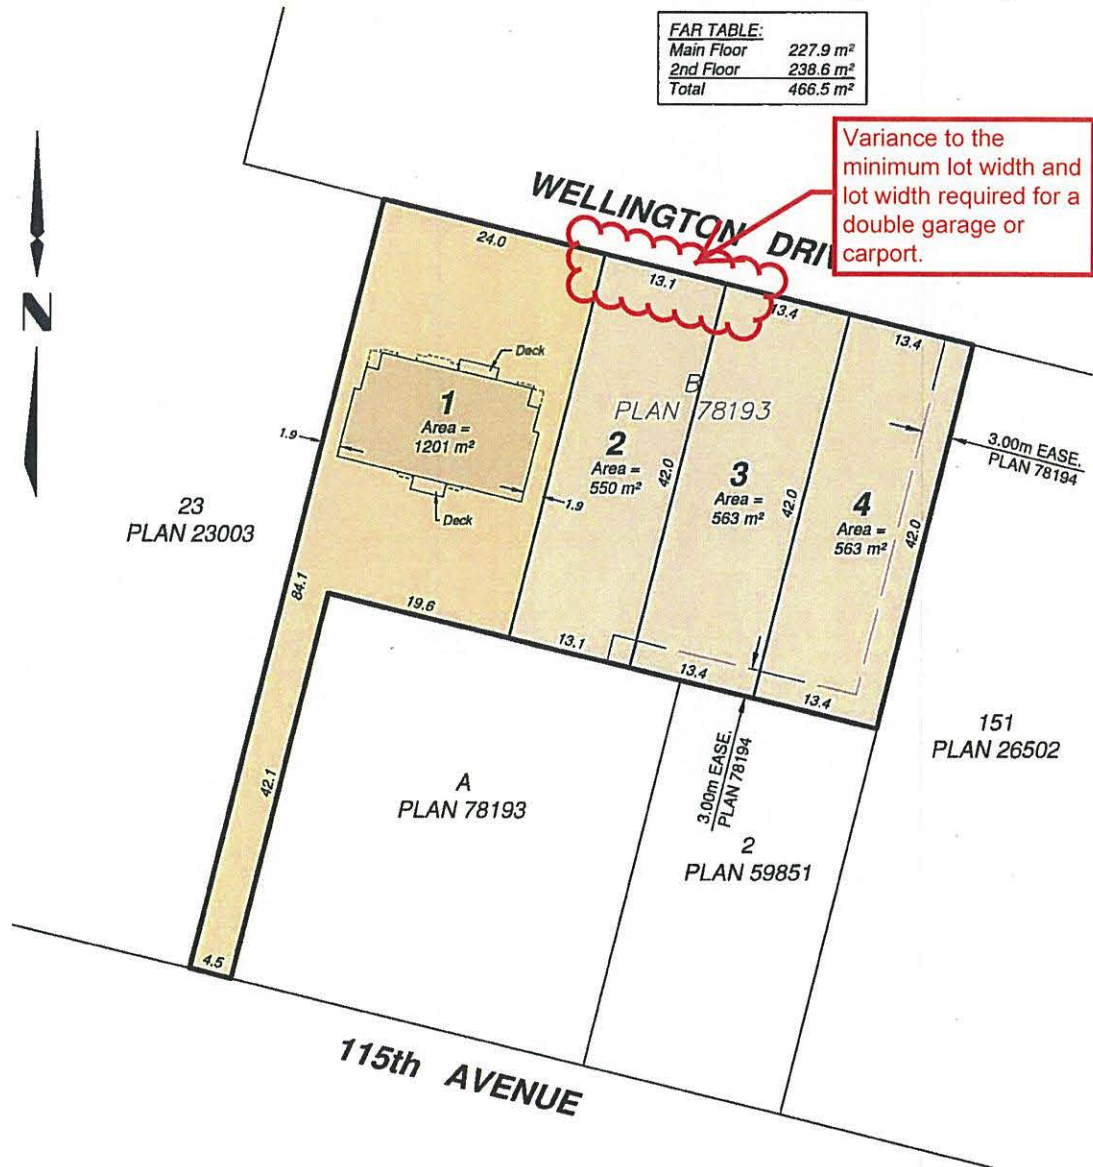 FAR TABLE:
Main Floor 227.9 m²
2nd Floor 238.6 m²
Total 466.5 m²
Variance to the
minimum lot width and
lot width required for a
double garage or
carport.
WELLINGTON DRIV
N
24.0
13.1
13.4
13.4
Deck
1
Area =
1201 m²
1.9
B
PLAN 78193
2
Area =
550 m²
42.0
3
Area =
563 m²
42.0
4
Area =
563 m²
42.0
3.00m EASE.
PLAN 78194
1.9
Deck
23
PLAN 23003
84.1
19.6
13.1
13.4
13.4
151
PLAN 26502
3.00m EASE.
PLAN 78194
42.1
A
PLAN 78193
2
PLAN 59851
4.5
115th AVENUE